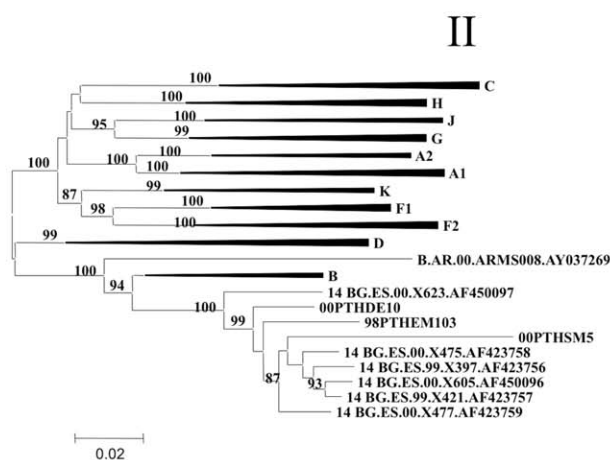 II
100 C
H
100
100 J
95
99 G
100 A2
100
100
100 A1
99 K
87
100 F1
98
100 F2
99 D
B.AR.00.ARMS008.AY037269
100
B
94
14 BG.ES.00.X623.AF450097
100
00PTHDE10
99
98PTHEM103
00PTHSM5
14 BG.ES.00.X475.AF423758
14 BG.ES.99.X397.AF423756
87
93 14 BG.ES.00.X605.AF450096
14 BG.ES.99.X421.AF423757
14 BG.ES.00.X477.AF423759
0.02